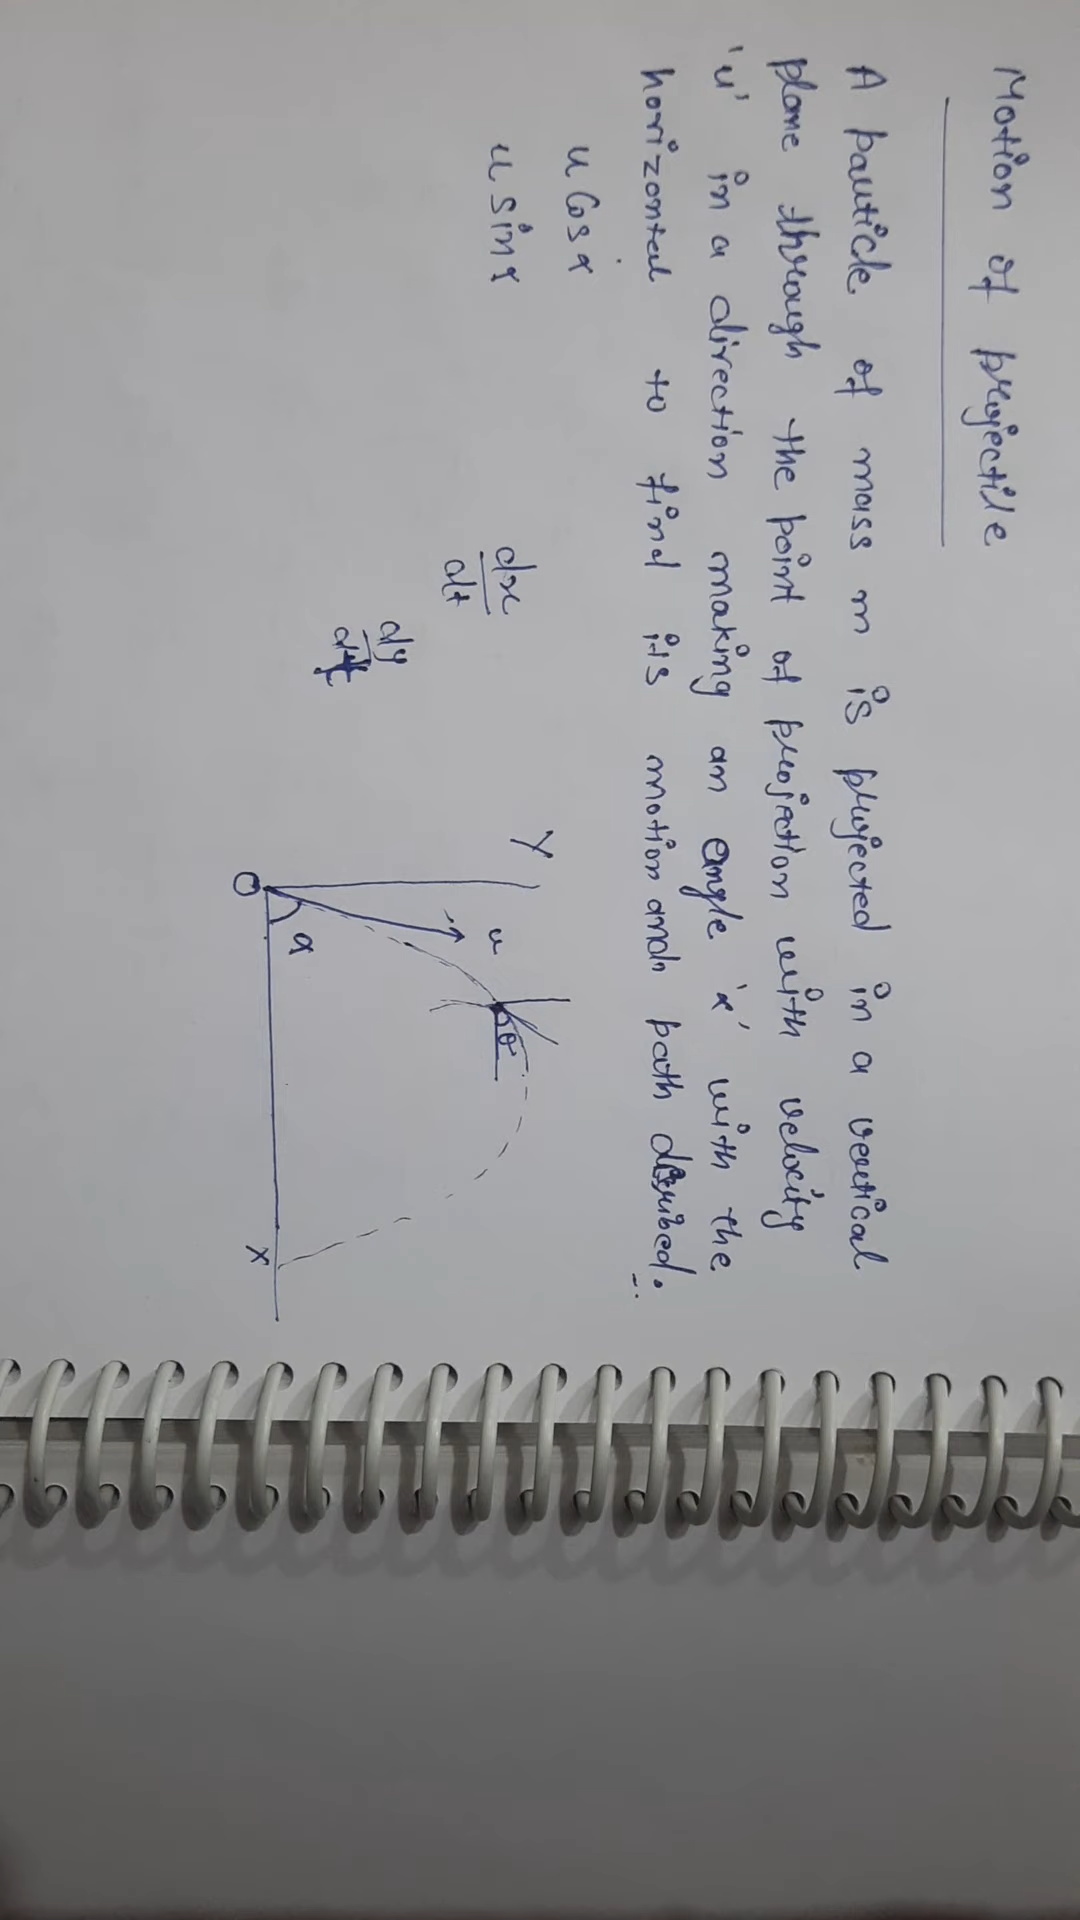 Motion of projectile
A particle of mass m is projected in a vertical
plane through the point of projection with velocity
'u' in a direction making an angle 'α' with the
horizontal to find its motion and path described.
u Cos α
u sin α
dx
dt
dy
dt
Y
u
θ
α
O
X